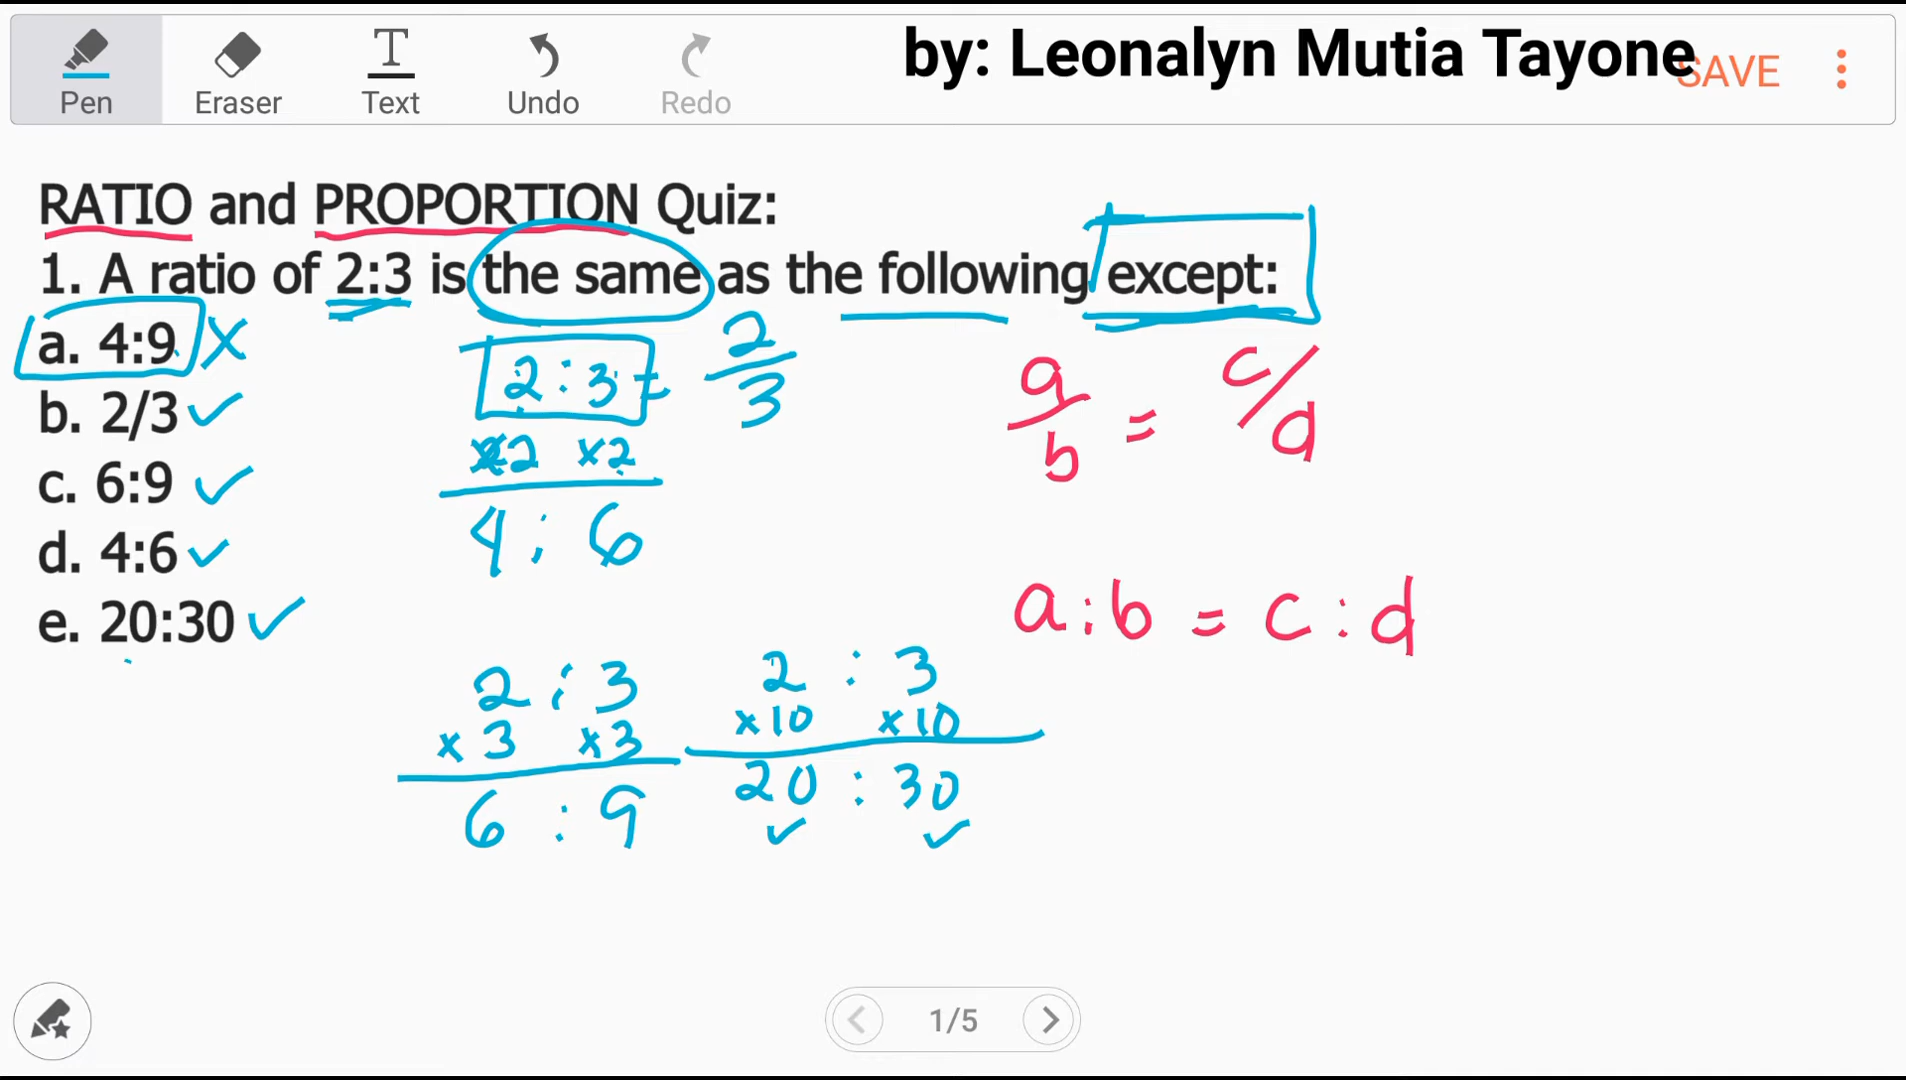 by: Leonalyn Mutia Tayone
Pen Eraser Text Undo Redo SAVE
RATIO and PROPORTION Quiz:
1. A ratio of 2:3 is the same as the following except:
a. 4:9 X
b. 2/3 ✓
c. 6:9 ✓
d. 4:6 ✓
e. 20:30 ✓
2 : 3 = 2/3
×2 ×2
4 : 6
a/b = c/d
a : b = c : d
2 : 3
×3 ×3
6 : 9
2 : 3
×10 ×10
20 : 30
✓ ✓
1/5